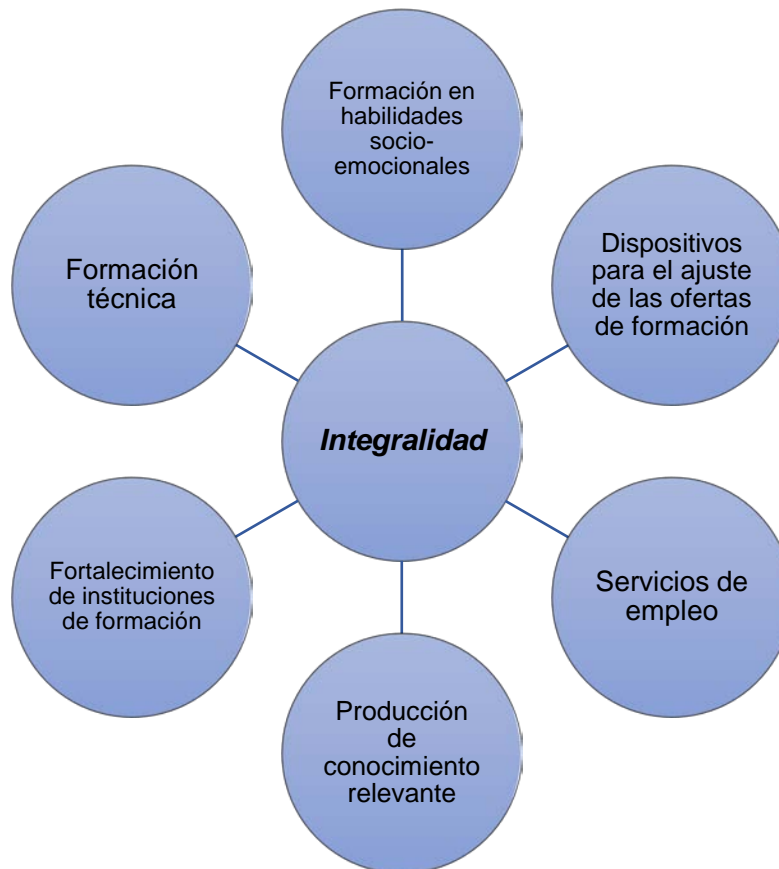 Formación en
habilidades
socio-
emocionales
Dispositivos
para el ajuste
de las ofertas
de formación
Servicios de
empleo
Producción
de
conocimiento
relevante
Fortalecimiento
de instituciones
de formación
Formación
técnica
Integralidad